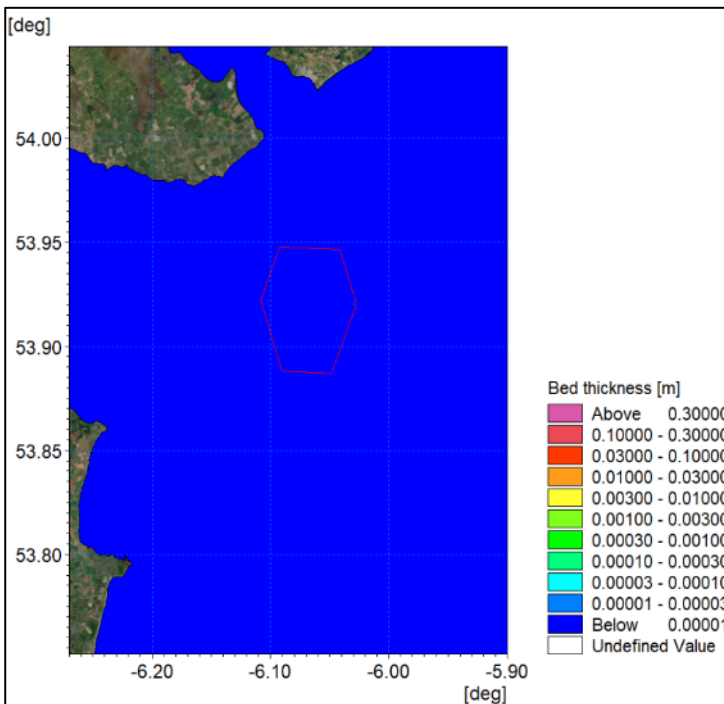 [deg]
54.00
53.95
53.90
53.85
53.80
-6.20 -6.10 -6.00 -5.90
[deg]
Bed thickness [m]
Above 0.30000
0.10000 - 0.30000
0.03000 - 0.10000
0.01000 - 0.03000
0.00300 - 0.01000
0.00100 - 0.00300
0.00030 - 0.00100
0.00010 - 0.00030
0.00003 - 0.00010
0.00001 - 0.00003
Below 0.00001
Undefined Value